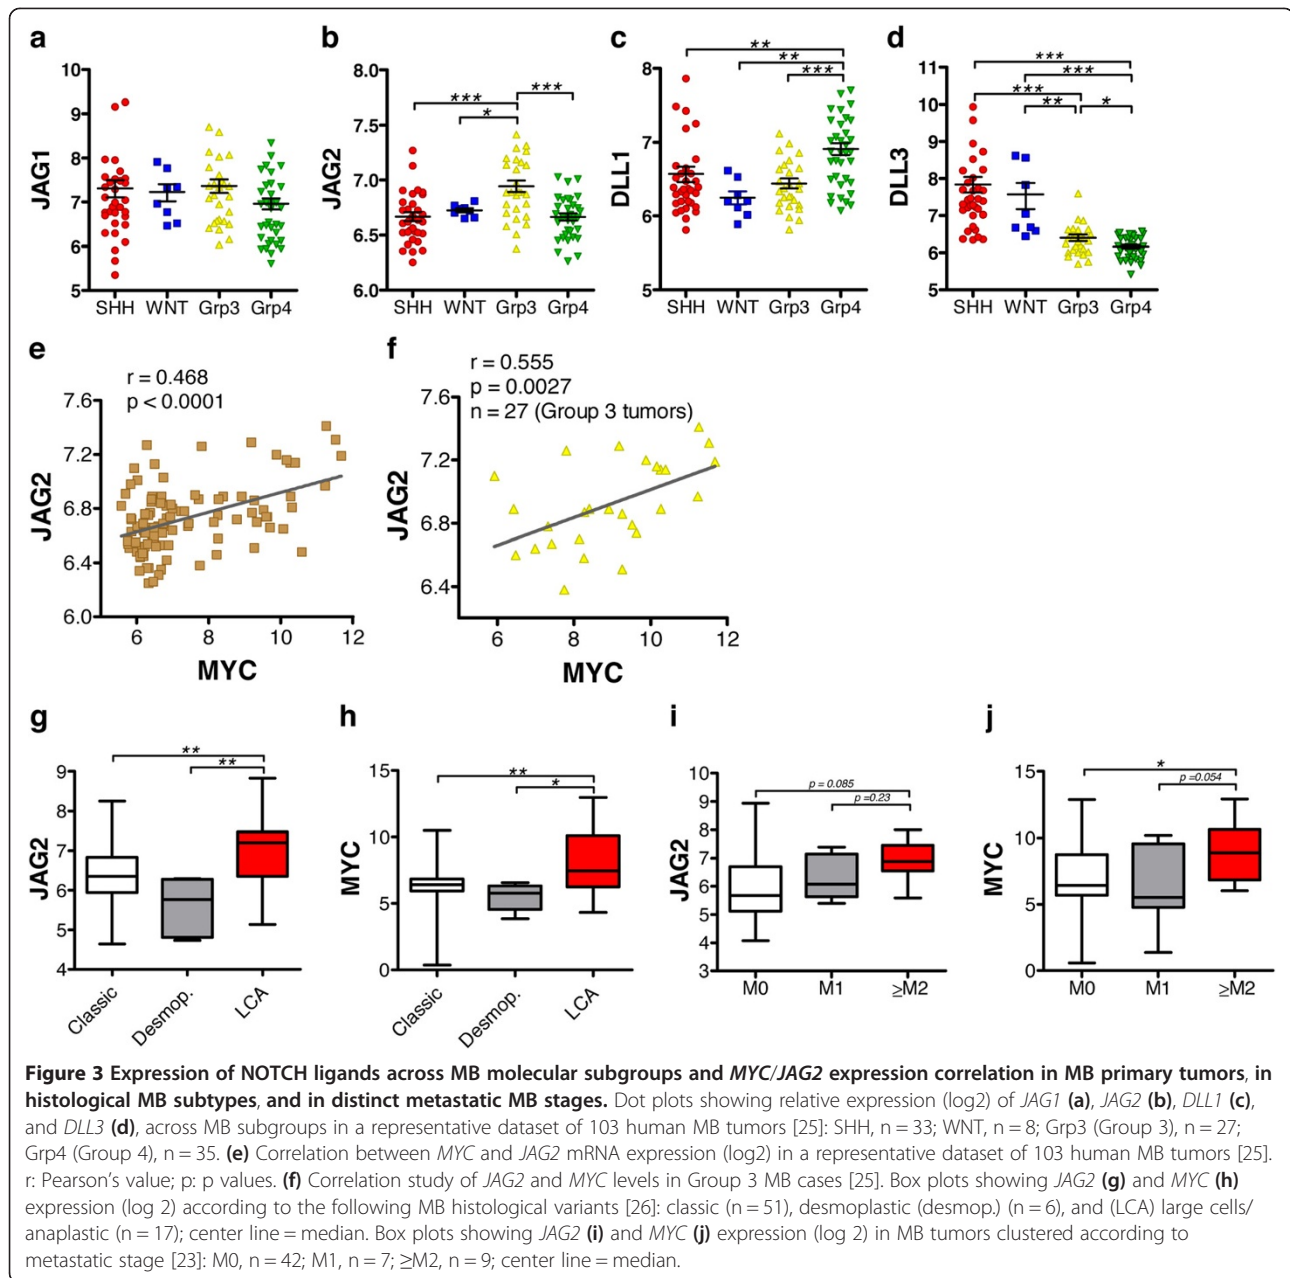 a
b
c
d
JAG1
10
9
8
7
6
5
SHH WNT Grp3 Grp4
JAG2
8.0
7.5
7.0
6.5
6.0
***
*
***
SHH WNT Grp3 Grp4
DLL1
8
7
6
5
**
**
***
SHH WNT Grp3 Grp4
DLL3
11
10
9
8
7
6
5
***
***
***
**
*
SHH WNT Grp3 Grp4
e
r = 0.468
p < 0.0001
JAG2
7.6
7.2
6.8
6.4
6.0
6 8 10 12
MYC
f
r = 0.555
p = 0.0027
n = 27 (Group 3 tumors)
JAG2
7.6
7.2
6.8
6.4
6 8 10 12
MYC
g
JAG2
9
8
7
6
5
4
**
**
Classic Desmop. LCA
h
MYC
15
10
5
0
**
*
Classic Desmop. LCA
i
JAG2
10
9
8
7
6
5
4
3
p = 0.085
p =0.23
M0 M1 ≥M2
j
MYC
15
10
5
0
*
p =0.054
M0 M1 ≥M2
Figure 3 Expression of NOTCH ligands across MB molecular subgroups and MYC/JAG2 expression correlation in MB primary tumors, in
histological MB subtypes, and in distinct metastatic MB stages. Dot plots showing relative expression (log2) of JAG1 (a), JAG2 (b), DLL1 (c),
and DLL3 (d), across MB subgroups in a representative dataset of 103 human MB tumors [25]: SHH, n = 33; WNT, n = 8; Grp3 (Group 3), n = 27;
Grp4 (Group 4), n = 35. (e) Correlation between MYC and JAG2 mRNA expression (log2) in a representative dataset of 103 human MB tumors [25].
r: Pearson's value; p: p values. (f) Correlation study of JAG2 and MYC levels in Group 3 MB cases [25]. Box plots showing JAG2 (g) and MYC (h)
expression (log 2) according to the following MB histological variants [26]: classic (n = 51), desmoplastic (desmop.) (n = 6), and (LCA) large cells/
anaplastic (n = 17); center line = median. Box plots showing JAG2 (i) and MYC (j) expression (log 2) in MB tumors clustered according to
metastatic stage [23]: M0, n = 42; M1, n = 7; ≥M2, n = 9; center line = median.